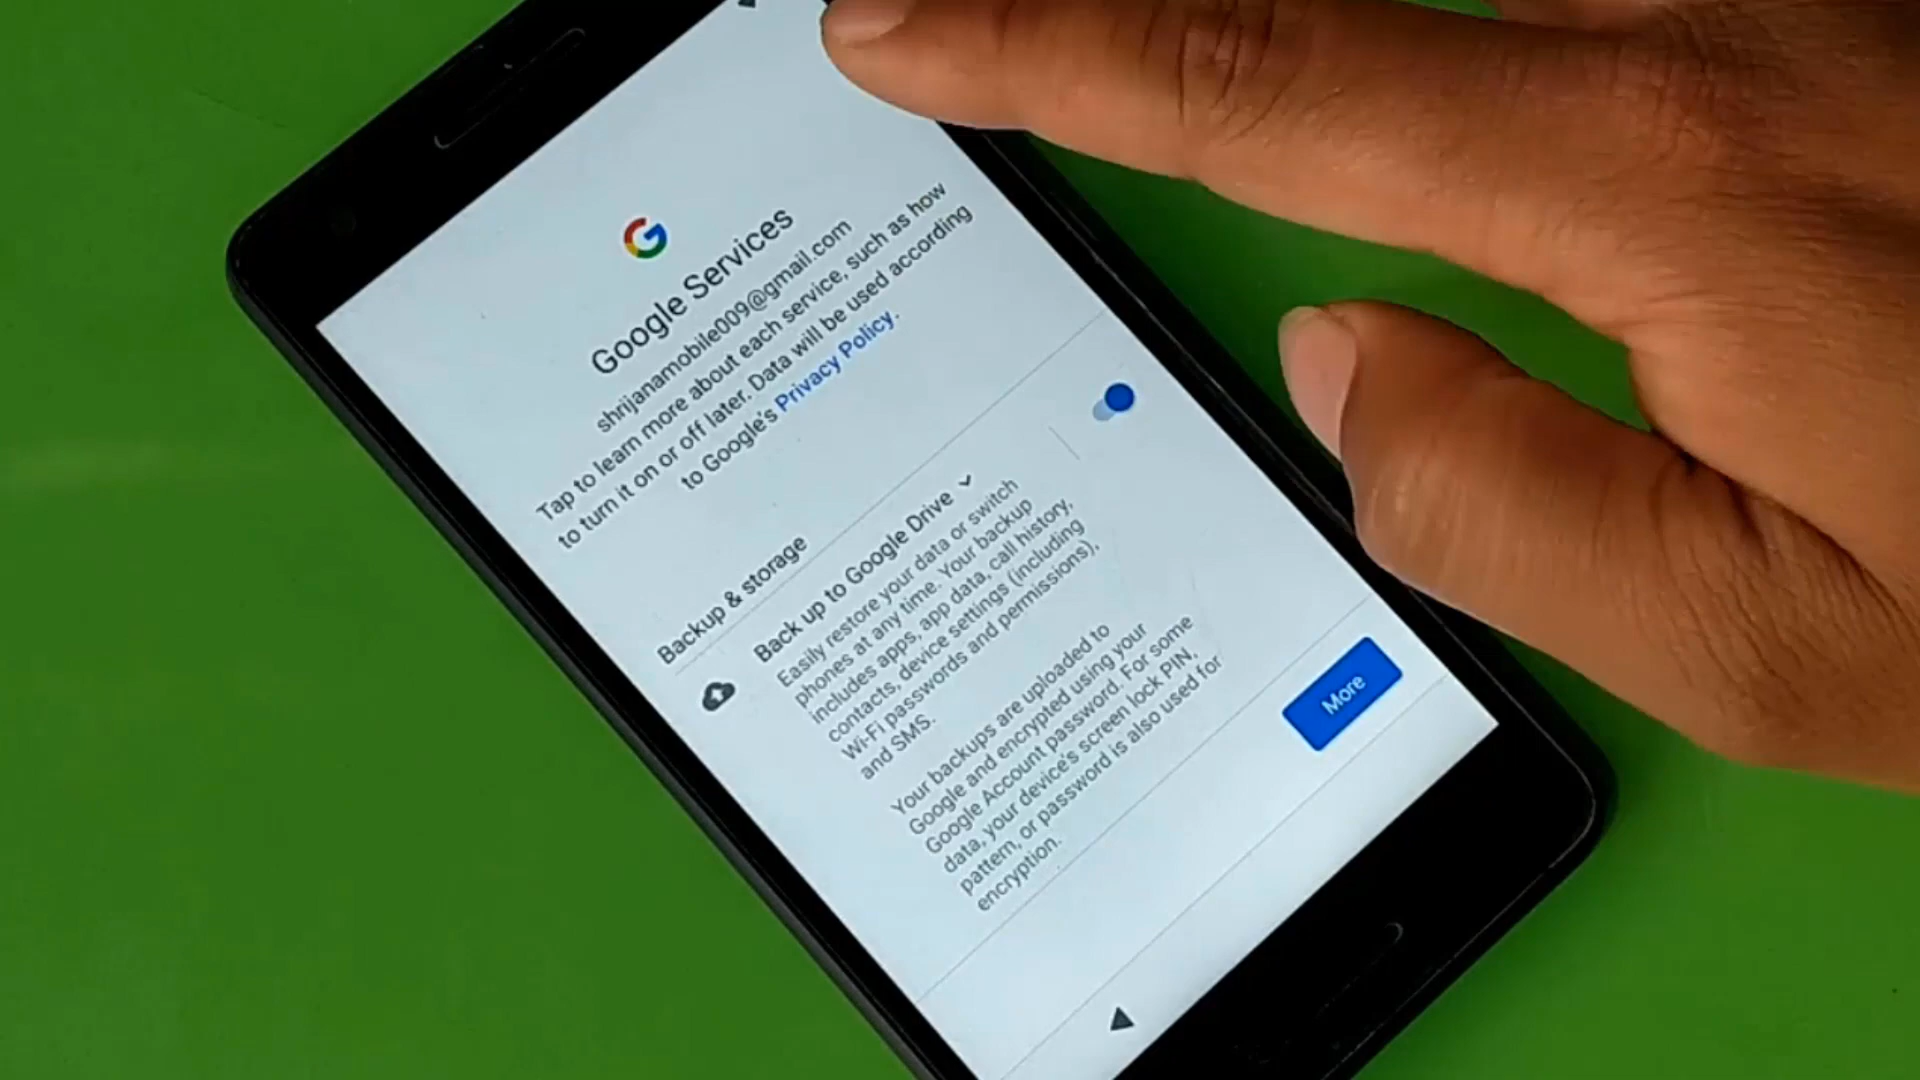 Google Services
shrijanamobile009@gmail.com
Tap to learn more about each service, such as how
to turn it on or off later. Data will be used according
to Google's Privacy Policy.
Backup & storage
Back up to Google Drive
Easily restore your data or switch
phones at any time. Your backup
includes apps, app data, call history,
contacts, device settings (including
Wi-Fi passwords and permissions),
and SMS.
Your backups are uploaded to
Google and encrypted using your
Google Account password. For some
data, your device's screen lock PIN,
pattern, or password is also used for
encryption.
More